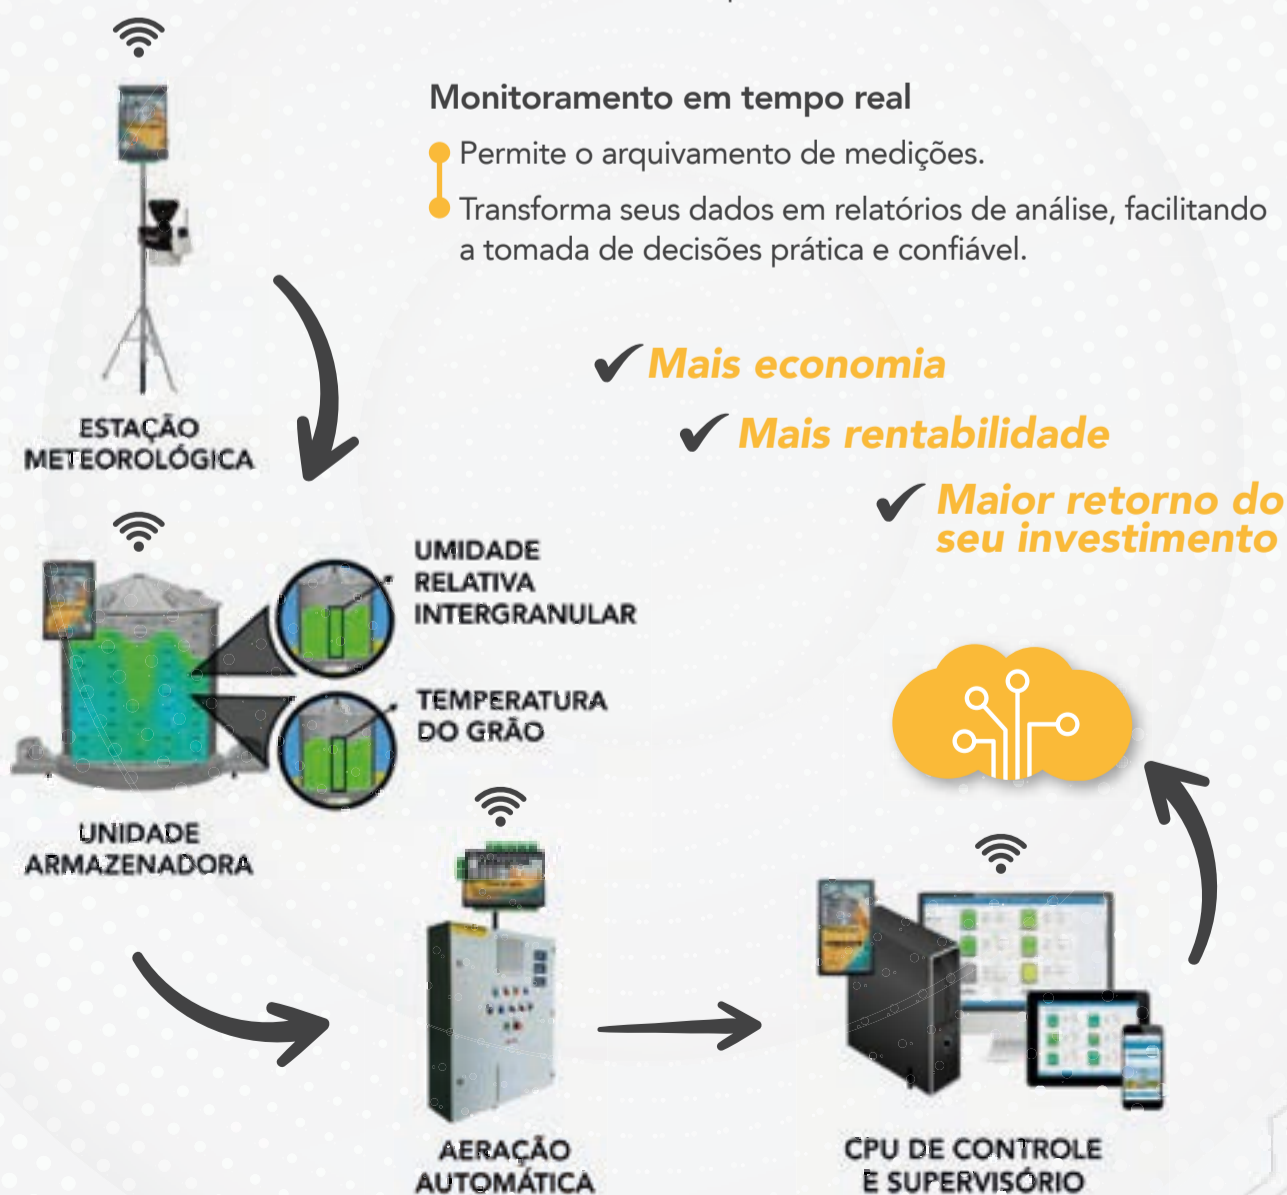 Monitoramento em tempo real
Permite o arquivamento de medições.
Transforma seus dados em relatórios de análise, facilitando
a tomada de decisões prática e confiável.
Mais economia
Mais rentabilidade
Maior retorno do
seu investimento
ESTAÇÃO
METEOROLÓGICA
UMIDADE
RELATIVA
INTERGRANULAR
TEMPERATURA
DO GRÃO
UNIDADE
ARMAZENADORA
AERAÇÃO
AUTOMÁTICA
CPU DE CONTROLE
E SUPERVISÓRIO